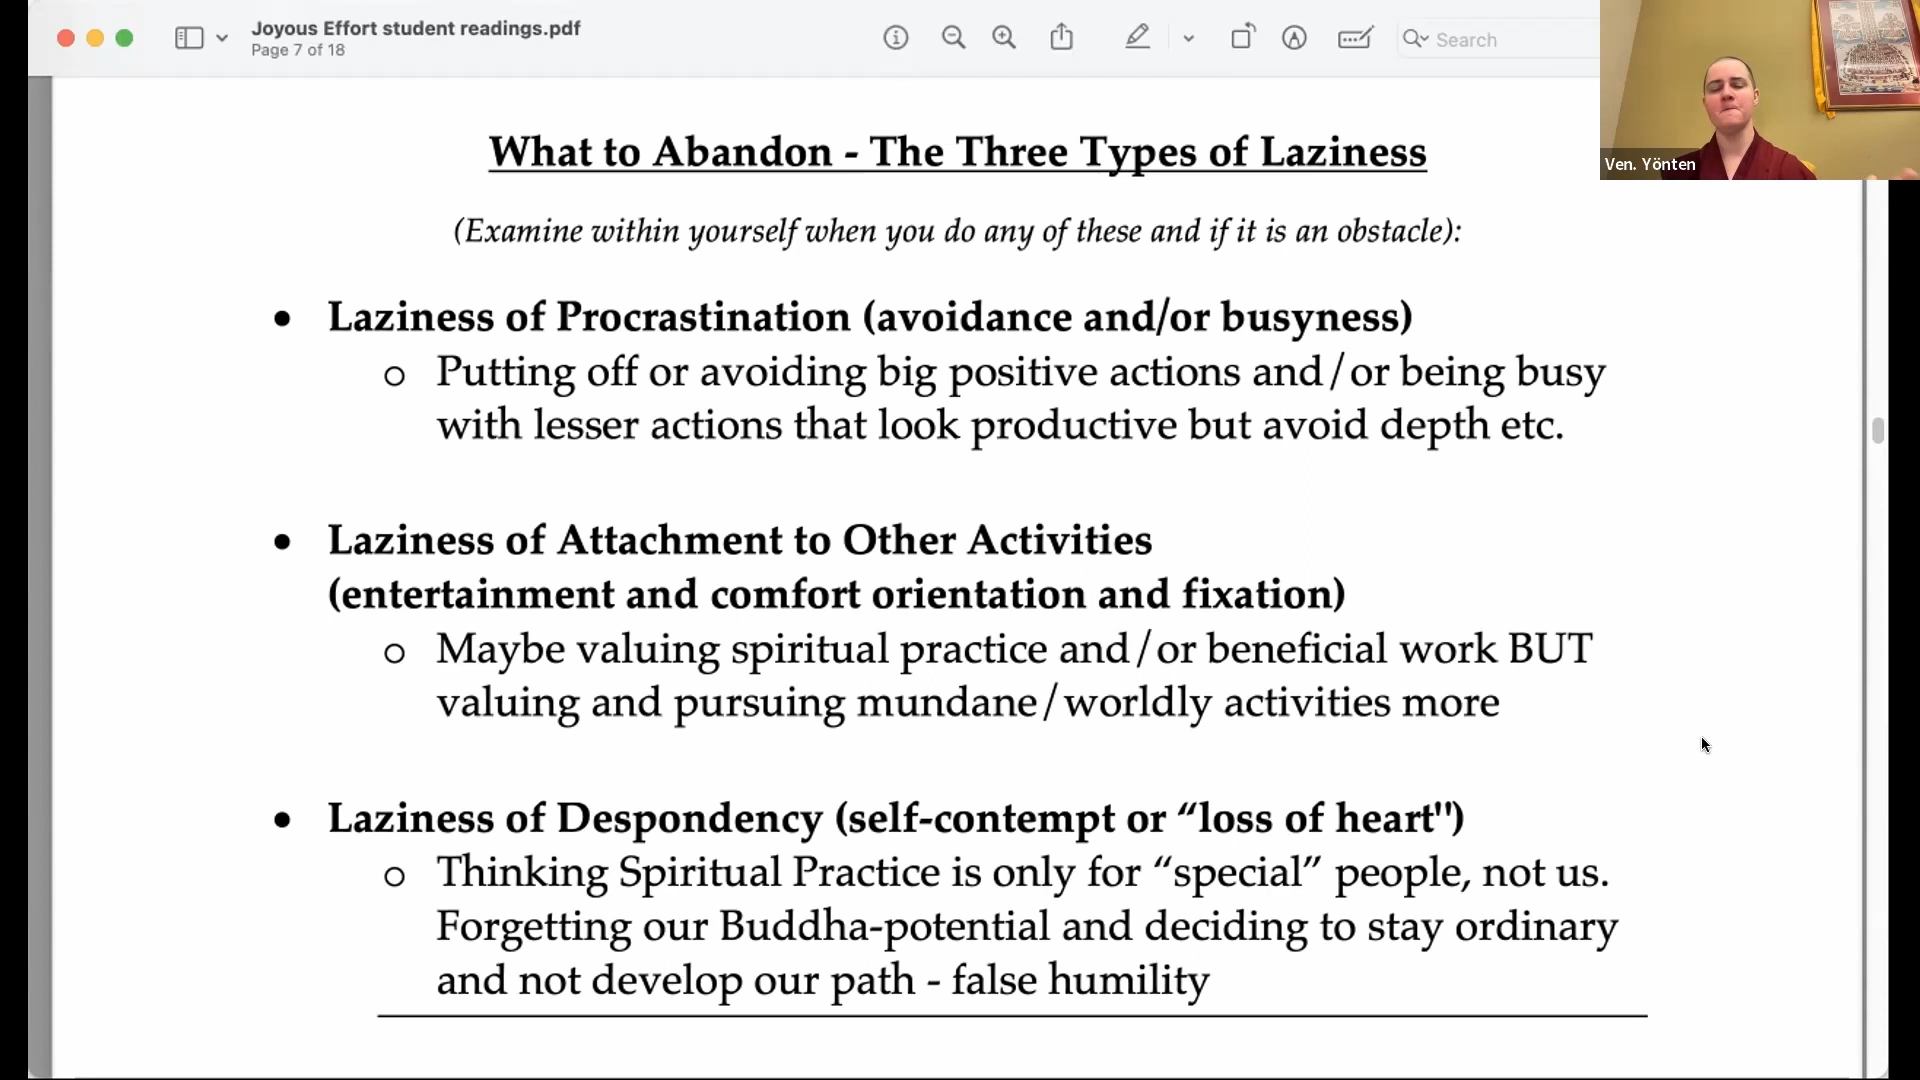 Joyous Effort student readings.pdf
Page 7 of 18
Search
Ven. Yönten
What to Abandon - The Three Types of Laziness
(Examine within yourself when you do any of these and if it is an obstacle):
• Laziness of Procrastination (avoidance and/or busyness)
o Putting off or avoiding big positive actions and/or being busy
with lesser actions that look productive but avoid depth etc.
• Laziness of Attachment to Other Activities
(entertainment and comfort orientation and fixation)
o Maybe valuing spiritual practice and/or beneficial work BUT
valuing and pursuing mundane/worldly activities more
• Laziness of Despondency (self-contempt or “loss of heart")
o Thinking Spiritual Practice is only for “special” people, not us.
Forgetting our Buddha-potential and deciding to stay ordinary
and not develop our path - false humility